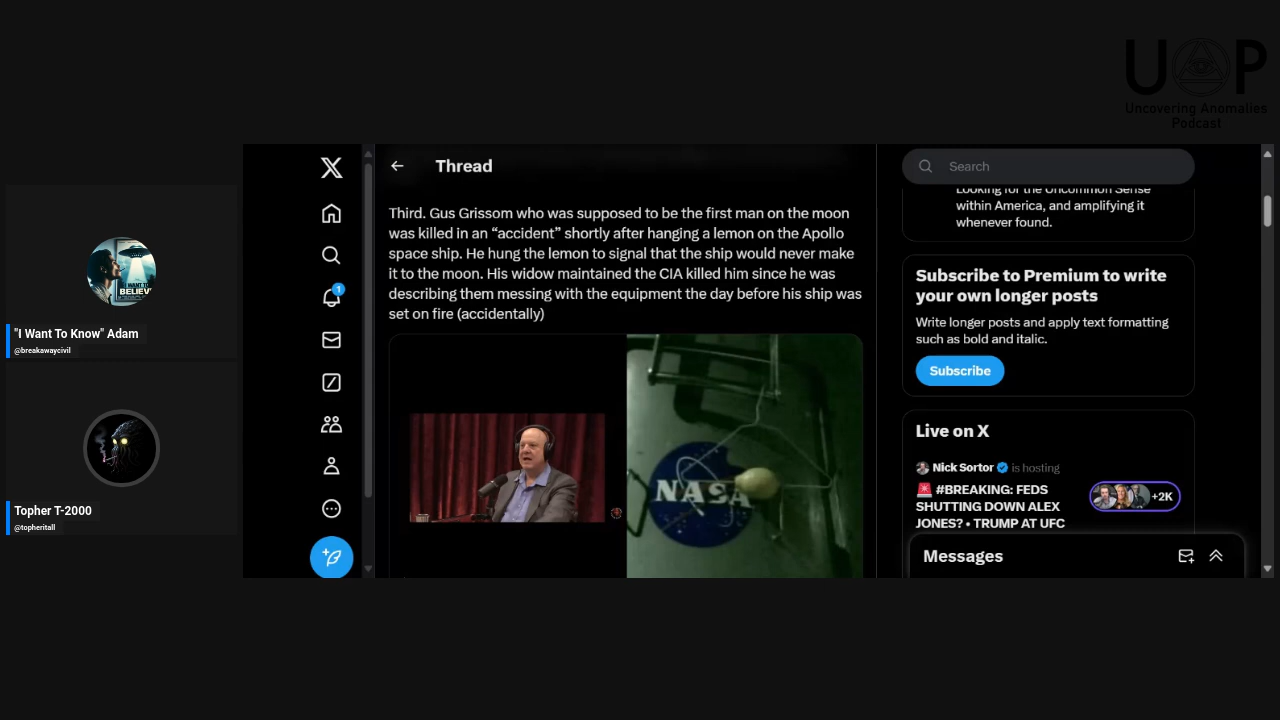 U P
Uncovering Anomalies
Podcast
"I Want To Know" Adam
@breakawaycivil
Topher T-2000
@topheritall
X
1
Thread
Third. Gus Grissom who was supposed to be the first man on the moon
was killed in an “accident” shortly after hanging a lemon on the Apollo
space ship. He hung the lemon to signal that the ship would never make
it to the moon. His widow maintained the CIA killed him since he was
describing them messing with the equipment the day before his ship was
set on fire (accidentally)
NASA
Search
Looking for the Uncommon Sense
within America, and amplifying it
whenever found.
Subscribe to Premium to write
your own longer posts
Write longer posts and apply text formatting
such as bold and italic.
Subscribe
Live on X
Nick Sortor is hosting
🚨 #BREAKING: FEDS
SHUTTING DOWN ALEX
JONES? • TRUMP AT UFC
+2K
Messages